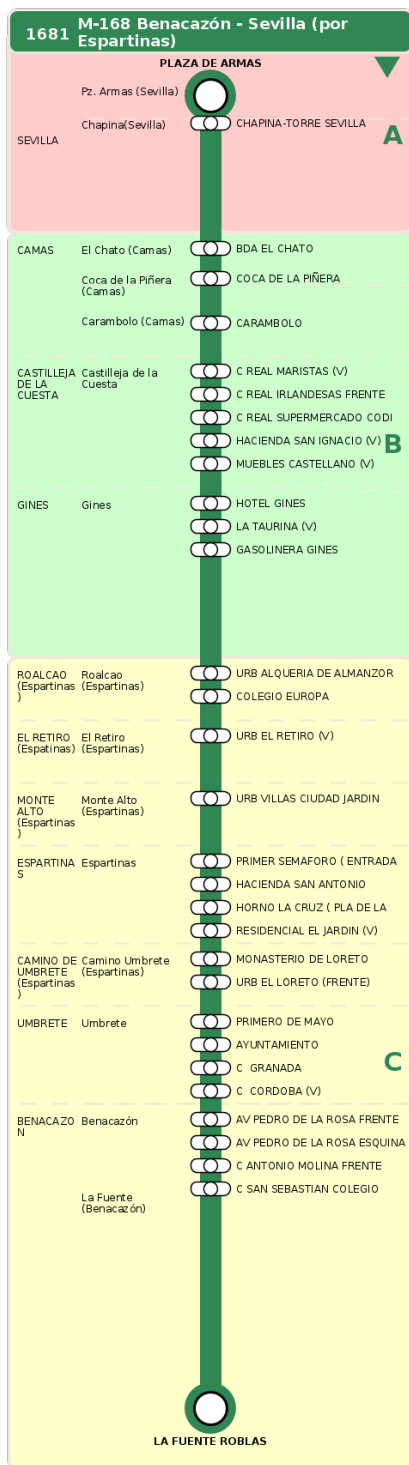 1681 M-168 Benacazón - Sevilla (por
Espartinas)
PLAZA DE ARMAS
Pz. Armas (Sevilla)
Chapina(Sevilla)
CHAPINA-TORRE SEVILLA
A
SEVILLA
CAMAS
El Chato (Camas)
BDA EL CHATO
Coca de la Piñera
(Camas)
COCA DE LA PIÑERA
Carambolo (Camas)
CARAMBOLO
CASTILLEJA
DE LA
CUESTA
Castilleja de la
Cuesta
C REAL MARISTAS (V)
C REAL IRLANDESAS FRENTE
C REAL SUPERMERCADO CODI
HACIENDA SAN IGNACIO (V)
B
MUEBLES CASTELLANO (V)
GINES
Gines
HOTEL GINES
LA TAURINA (V)
GASOLINERA GINES
ROALCAO
(Espartinas
)
Roalcao
(Espartinas)
URB ALQUERIA DE ALMANZOR
COLEGIO EUROPA
EL RETIRO
(Espatinas)
El Retiro
(Espartinas)
URB EL RETIRO (V)
MONTE
ALTO
(Espartinas
)
Monte Alto
(Espartinas)
URB VILLAS CIUDAD JARDIN
ESPARTINA
S
Espartinas
PRIMER SEMAFORO ( ENTRADA
HACIENDA SAN ANTONIO
HORNO LA CRUZ ( PLA DE LA
RESIDENCIAL EL JARDIN (V)
CAMINO DE
UMBRETE
(Espartinas
)
Camino Umbrete
(Espartinas)
MONASTERIO DE LORETO
URB EL LORETO (FRENTE)
UMBRETE
Umbrete
PRIMERO DE MAYO
AYUNTAMIENTO
C  GRANADA
C
C  CORDOBA (V)
BENACAZO
N
Benacazón
AV PEDRO DE LA ROSA FRENTE
AV PEDRO DE LA ROSA ESQUINA
C ANTONIO MOLINA FRENTE
C SAN SEBASTIAN COLEGIO
La Fuente
(Benacazón)
LA FUENTE ROBLAS